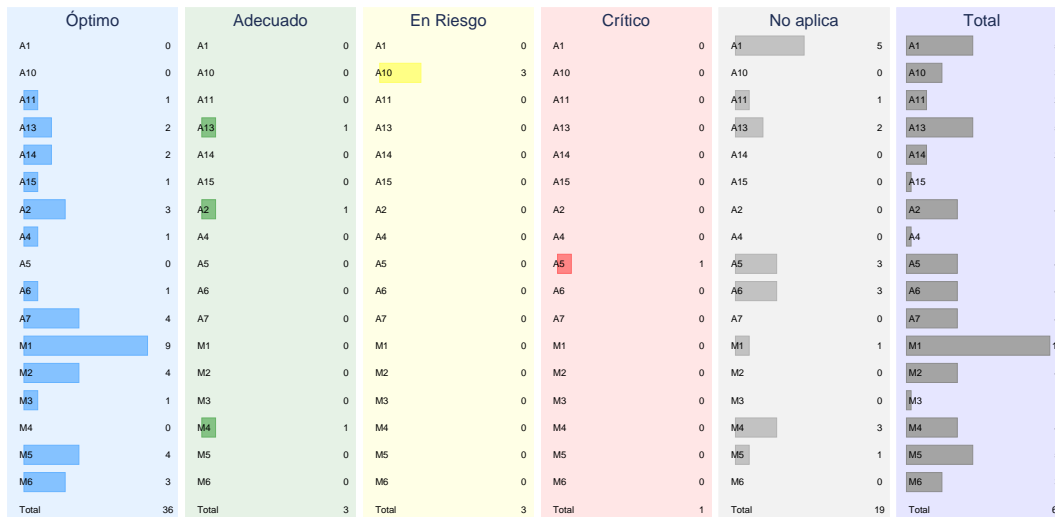 Óptimo
A1 0
A10 0
A11 1
A13 2
A14 2
A15 1
A2 3
A4 1
A5 0
A6 1
A7 4
M1 9
M2 4
M3 1
M4 0
M5 4
M6 3
Total 36
Adecuado
A1 0
A10 0
A11 0
A13 1
A14 0
A15 0
A2 1
A4 0
A5 0
A6 0
A7 0
M1 0
M2 0
M3 0
M4 1
M5 0
M6 0
Total 3
En Riesgo
A1 0
A10 3
A11 0
A13 0
A14 0
A15 0
A2 0
A4 0
A5 0
A6 0
A7 0
M1 0
M2 0
M3 0
M4 0
M5 0
M6 0
Total 3
Crítico
A1 0
A10 0
A11 0
A13 0
A14 0
A15 0
A2 0
A4 0
A5 1
A6 0
A7 0
M1 0
M2 0
M3 0
M4 0
M5 0
M6 0
Total 1
No aplica
A1 5
A10 0
A11 1
A13 2
A14 0
A15 0
A2 0
A4 0
A5 3
A6 3
A7 0
M1 1
M2 0
M3 0
M4 3
M5 1
M6 0
Total 19
Total
A1
A10
A11
A13
A14
A15
A2
A4
A5
A6
A7
M1
M2
M3
M4
M5
M6
Total